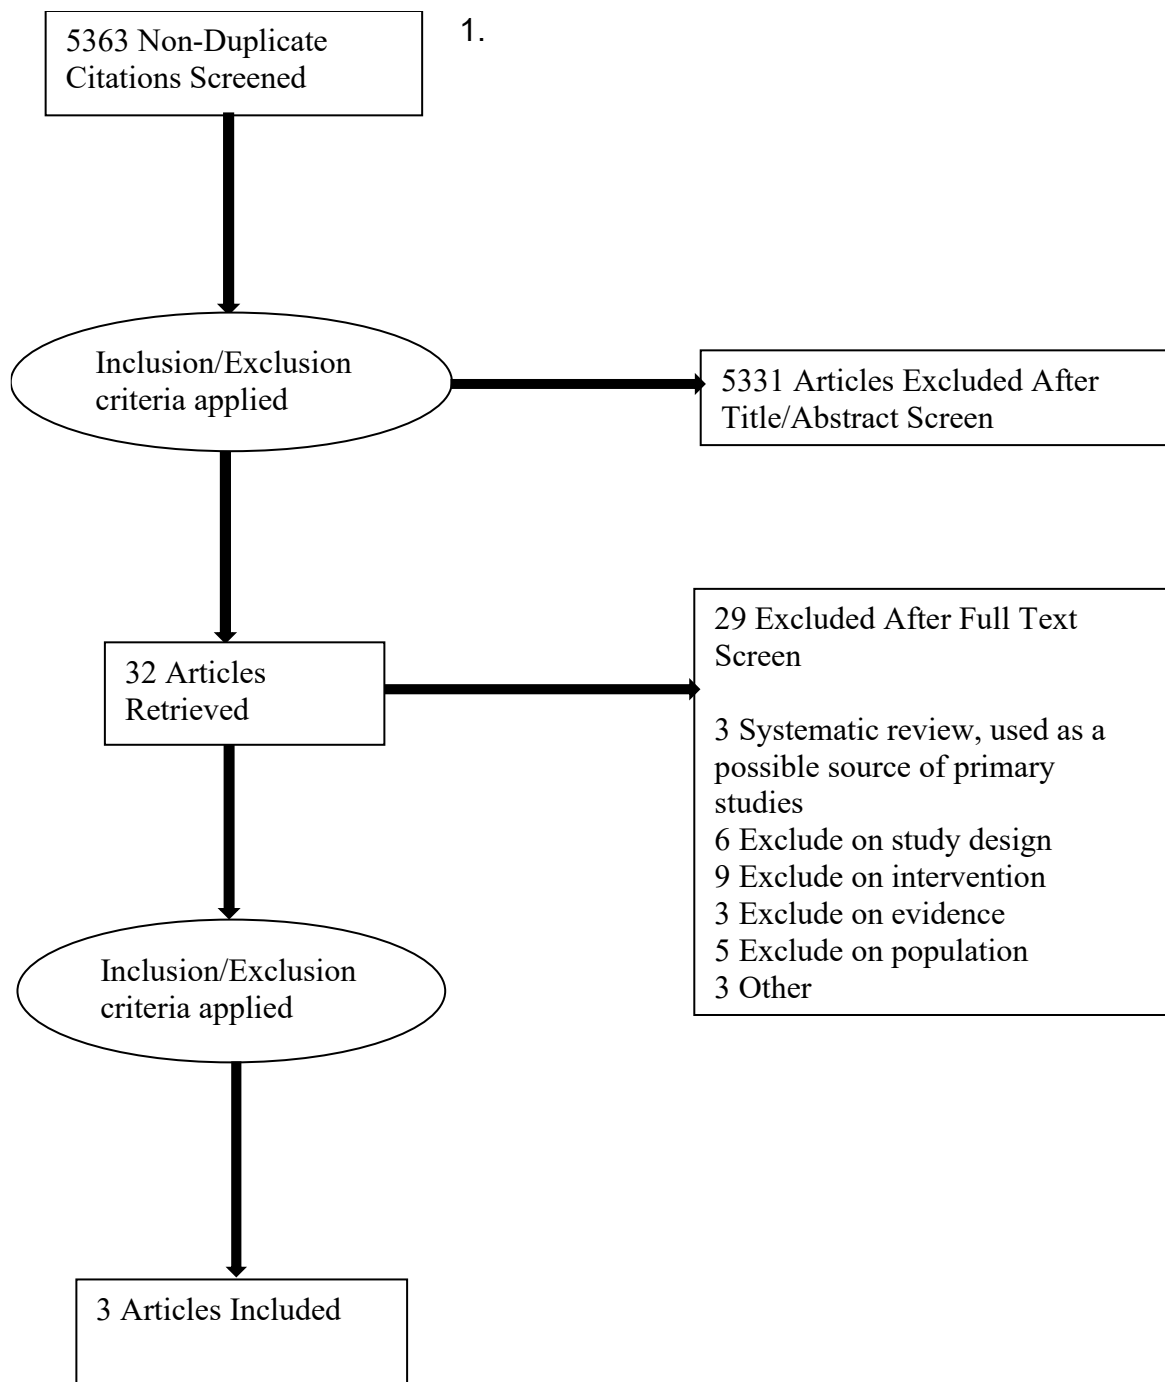 5363 Non-Duplicate
Citations Screened
1.
Inclusion/Exclusion
criteria applied
5331 Articles Excluded After
Title/Abstract Screen
32 Articles
Retrieved
29 Excluded After Full Text
Screen
3 Systematic review, used as a
possible source of primary
studies
6 Exclude on study design
9 Exclude on intervention
3 Exclude on evidence
5 Exclude on population
3 Other
Inclusion/Exclusion
criteria applied
3 Articles Included